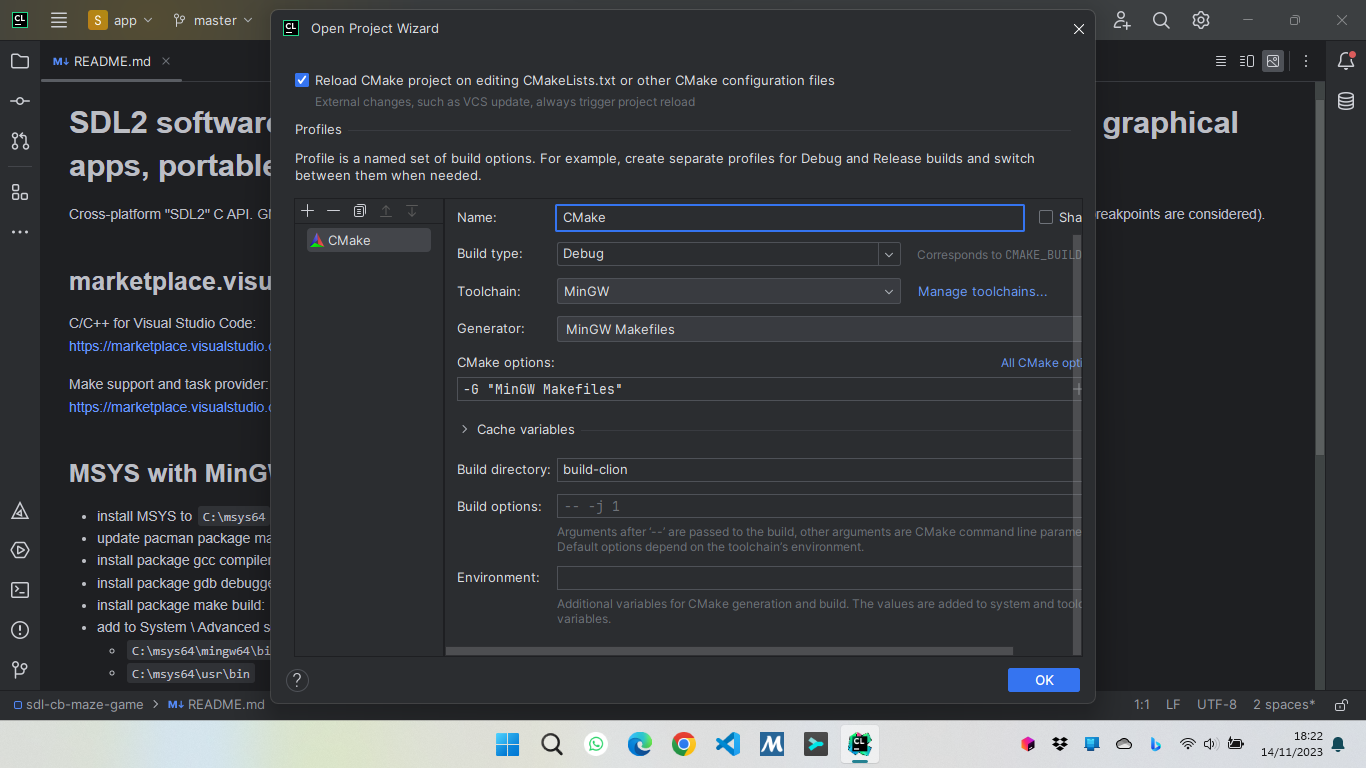 CL
S app
master
Open Project Wizard
README.md
Reload CMake project on editing CMakeLists.txt or other CMake configuration files
External changes, such as VCS update, always trigger project reload
Profiles
Profile is a named set of build options. For example, create separate profiles for Debug and Release builds and switch
between them when needed.
CMake
Name: CMake Sha
Build type: Debug Corresponds to CMAKE_BUILD
Toolchain: MinGW Manage toolchains...
Generator: MinGW Makefiles
CMake options: All CMake opti
-G "MinGW Makefiles"
Cache variables
Build directory: build-clion
Build options: -- -j 1
Arguments after '--' are passed to the build, other arguments are CMake command line parame
Default options depend on the toolchain's environment.
Environment:
Additional variables for CMake generation and build. The values are added to system and toolc
variables.
? OK
SDL2 software graphical
apps, portable
Cross-platform "SDL2" C API. GN reakpoints are considered).
marketplace.visu
C/C++ for Visual Studio Code:
https://marketplace.visualstudio.c
Make support and task provider:
https://marketplace.visualstudio.c
MSYS with MinGW
install MSYS to C:\msys64
update pacman package ma
install package gcc compiler
install package gdb debugge
install package make build:
add to System \ Advanced s
C:\msys64\mingw64\bi
C:\msys64\usr\bin
sdl-cb-maze-game > README.md 1:1 LF UTF-8 2 spaces*
18:22
14/11/2023